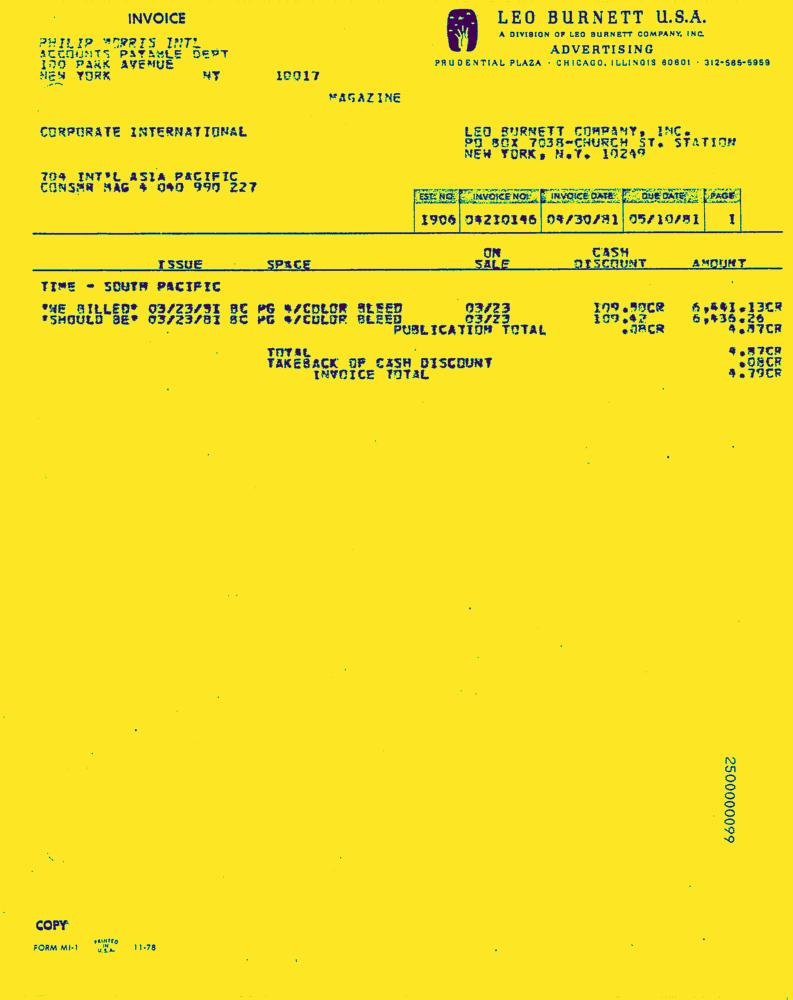 INVOICE
LEO BURNETT U.S.A.
A DIVISION OF LEO BURNETT COMPANY, INC.
ADVERTISING
PRUDENTIAL PLAZA · CHICAGO, ILLINOIS 60601 · 312-565-5959
PHILIP MORRIS INTL
ACCOUNTS PAYABLE DEPT
100 PARK AVENUE
NEW YORK NY 10017
MAGAZINE
CORPORATE INTERNATIONAL
LEO BURNETT COMPANY, INC.
PO BOX 7038-CHURCH ST. STATION
NEW YORK, N.Y. 10249
704 INT'L ASIA PACIFIC
CONSMR MAG 4 040 990 227
EST. NO. INVOICE NO. INVOICE DATE DUE DATE PAGE
1906 04210146 04/30/81 05/10/81 1
ISSUE SPACE ON SALE CASH DISCOUNT AMOUNT
TIME - SOUTH PACIFIC
*WE BILLED* 03/23/81 BC PG 4/COLOR BLEED 03/23 109.50CR 6,441.13CR
*SHOULD BE* 03/23/81 BC PG 4/COLOR BLEED 03/23 109.42 6,436.26
PUBLICATION TOTAL .08CR 4.87CR
TOTAL 4.87CR
TAKEBACK OF CASH DISCOUNT .08CR
INVOICE TOTAL 4.79CR
2500000099
COPY
FORM MI-1 PRINTED IN U.S.A. 11-78